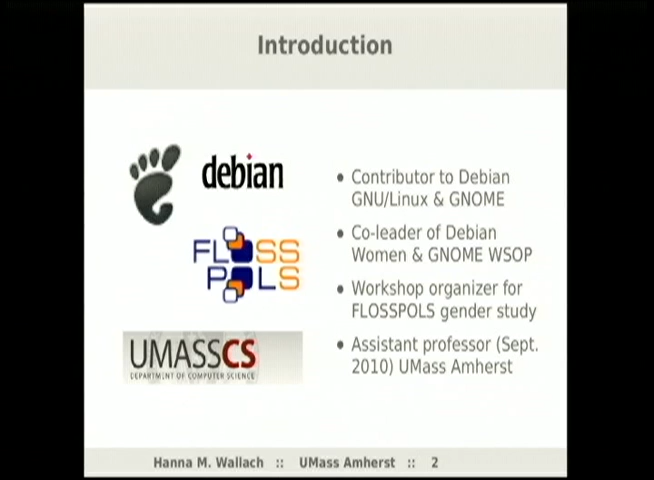 Introduction
debian
FLOSS
POLS
UMASSCS
DEPARTMENT OF COMPUTER SCIENCE
• Contributor to Debian
GNU/Linux & GNOME
• Co-leader of Debian
Women & GNOME WSOP
• Workshop organizer for
FLOSSPOLS gender study
• Assistant professor (Sept.
2010) UMass Amherst
Hanna M. Wallach :: UMass Amherst :: 2